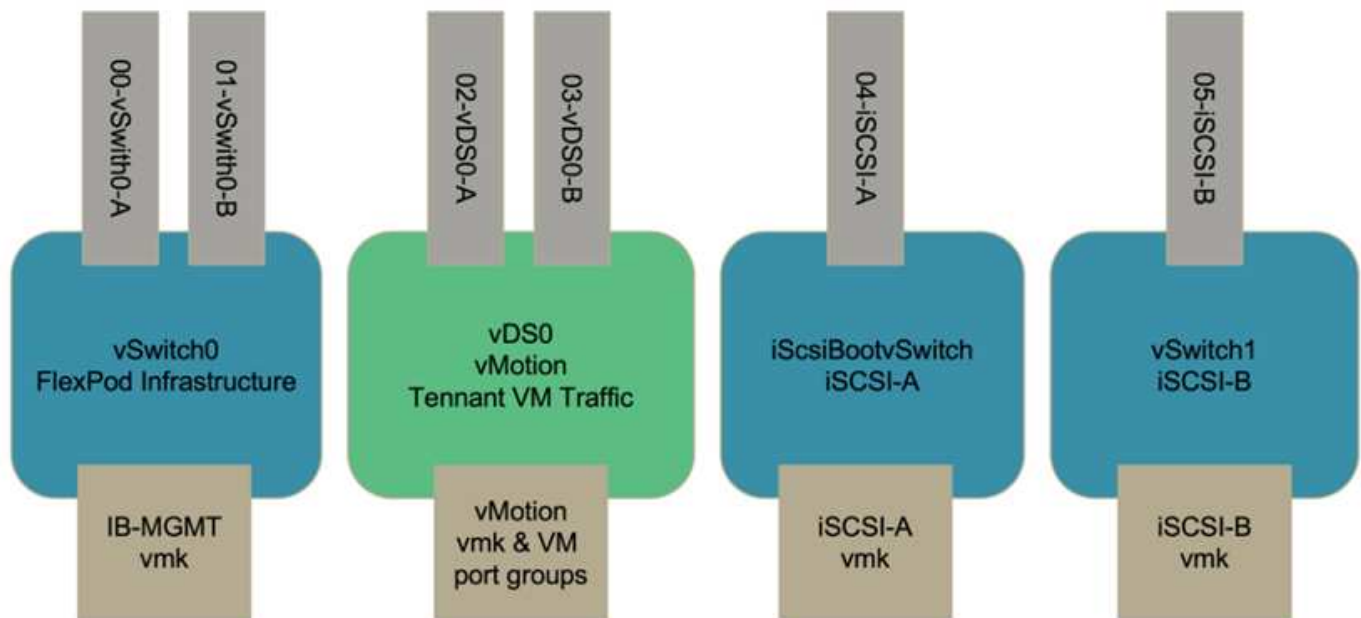 00-vSwith0-A
01-vSwith0-B
02-vDS0-A
03-vDS0-B
04-iSCSI-A
05-iSCSI-B
vSwitch0
FlexPod Infrastructure
vDS0
vMotion
Tennant VM Traffic
iScsiBootvSwitch
iSCSI-A
vSwitch1
iSCSI-B
IB-MGMT
vmk
vMotion
vmk & VM
port groups
iSCSI-A
vmk
iSCSI-B
vmk